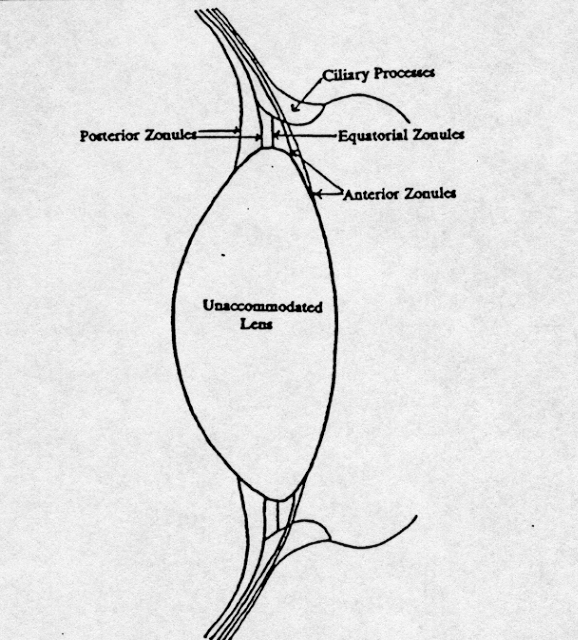 Ciliary Processes
Posterior Zonules
Equatorial Zonules
Anterior Zonules
Unaccommodated
Lens